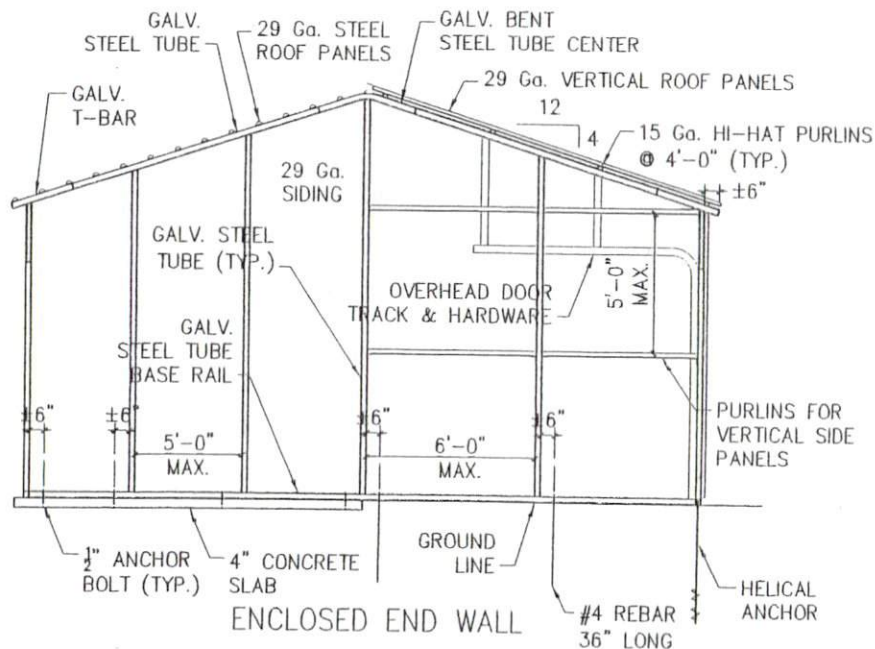 GALV.
STEEL TUBE
29 Ga. STEEL
ROOF PANELS
GALV. BENT
STEEL TUBE CENTER
29 Ga. VERTICAL ROOF PANELS
GALV.
T-BAR
12
4
15 Ga. HI-HAT PURLINS
@ 4'-0" (TYP.)
±6"
29 Ga.
SIDING
GALV. STEEL
TUBE (TYP.)
OVERHEAD DOOR
TRACK & HARDWARE
5'-0"
MAX.
GALV.
STEEL TUBE
BASE RAIL
±6"
±6"
±6"
±6"
5'-0"
MAX.
6'-0"
MAX.
PURLINS FOR
VERTICAL SIDE
PANELS
½" ANCHOR
BOLT (TYP.)
4" CONCRETE
SLAB
GROUND
LINE
#4 REBAR
36" LONG
HELICAL
ANCHOR
ENCLOSED END WALL